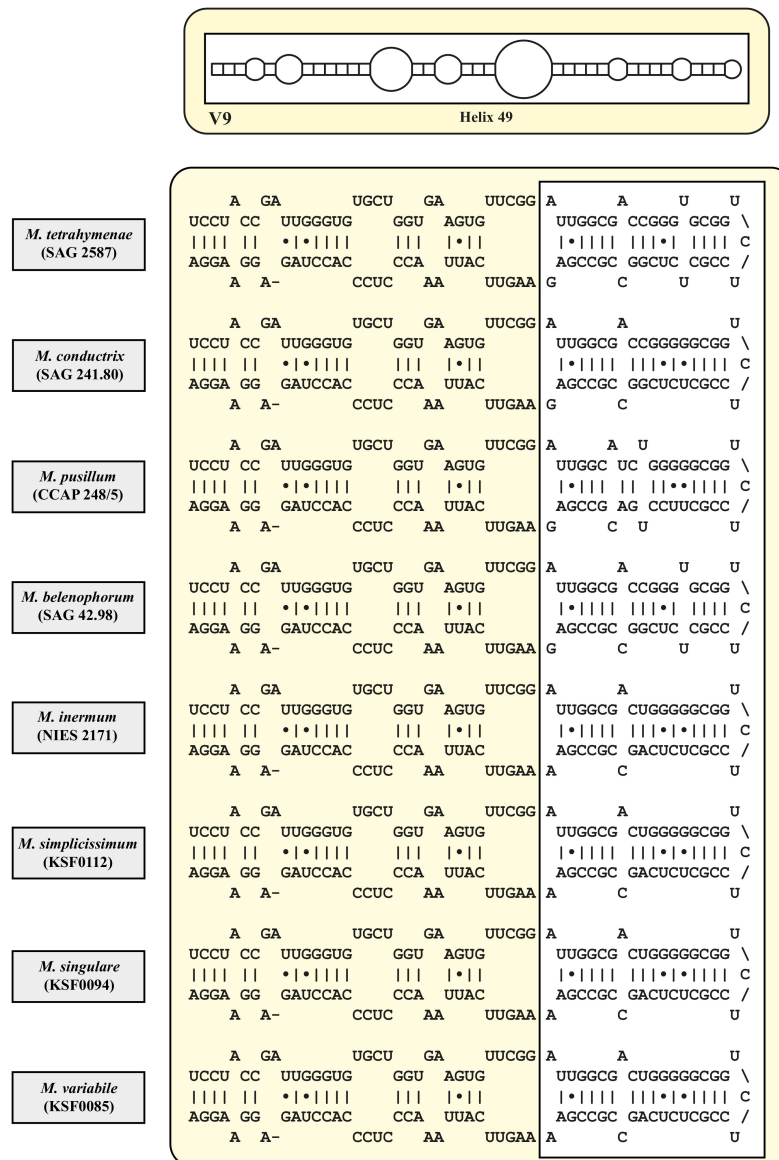 V9 Helix 49
A GA UGCU GA UUCGG A A U U
UCCU CC UUGGGUG GGU AGUG UUGGCG CCGGG GCGG \
M. tetrahymenae
(SAG 2587)
|||| || •|•|||| ||| |•|| |•|||| |||•| |||| C
AGGA GG GAUCCAC CCA UUAC AGCCGC GGCUC CGCC /
A A- CCUC AA UUGAA G C U U
A GA UGCU GA UUCGG A A U
UCCU CC UUGGGUG GGU AGUG UUGGCG CCGGGGGCGG \
M. conductrix
(SAG 241.80)
|||| || •|•|||| ||| |•|| |•|||| |||•|•|||| C
AGGA GG GAUCCAC CCA UUAC AGCCGC GGCUCUCGCC /
A A- CCUC AA UUGAA G C U
A GA UGCU GA UUCGG A A U U
UCCU CC UUGGGUG GGU AGUG UUGGC UC GGGGGCGG \
M. pusillum
(CCAP 248/5)
|||| || •|•|||| ||| |•|| |•||| || ||••|||| C
AGGA GG GAUCCAC CCA UUAC AGCCG AG CCUUCGCC /
A A- CCUC AA UUGAA G C U U
A GA UGCU GA UUCGG A A U U
UCCU CC UUGGGUG GGU AGUG UUGGCG CCGGG GCGG \
M. belenophorum
(SAG 42.98)
|||| || •|•|||| ||| |•|| |•|||| |||•| |||| C
AGGA GG GAUCCAC CCA UUAC AGCCGC GGCUC CGCC /
A A- CCUC AA UUGAA G C U U
A GA UGCU GA UUCGG A A U
UCCU CC UUGGGUG GGU AGUG UUGGCG CUGGGGGCGG \
M. inermum
(NIES 2171)
|||| || •|•|||| ||| |•|| |•|||| |||•|•|||| C
AGGA GG GAUCCAC CCA UUAC AGCCGC GACUCUCGCC /
A A- CCUC AA UUGAA A C U
A GA UGCU GA UUCGG A A U
UCCU CC UUGGGUG GGU AGUG UUGGCG CUGGGGGCGG \
M. simplicissimum
(KSF0112)
|||| || •|•|||| ||| |•|| |•|||| |||•|•|||| C
AGGA GG GAUCCAC CCA UUAC AGCCGC GACUCUCGCC /
A A- CCUC AA UUGAA A C U
A GA UGCU GA UUCGG A A U
UCCU CC UUGGGUG GGU AGUG UUGGCG CUGGGGGCGG \
M. singulare
(KSF0094)
|||| || •|•|||| ||| |•|| |•|||| |||•|•|||| C
AGGA GG GAUCCAC CCA UUAC AGCCGC GACUCUCGCC /
A A- CCUC AA UUGAA A C U
A GA UGCU GA UUCGG A A U
UCCU CC UUGGGUG GGU AGUG UUGGCG CUGGGGGCGG \
M. variabile
(KSF0085)
|||| || •|•|||| ||| |•|| |•|||| |||•|•|||| C
AGGA GG GAUCCAC CCA UUAC AGCCGC GACUCUCGCC /
A A- CCUC AA UUGAA A C U